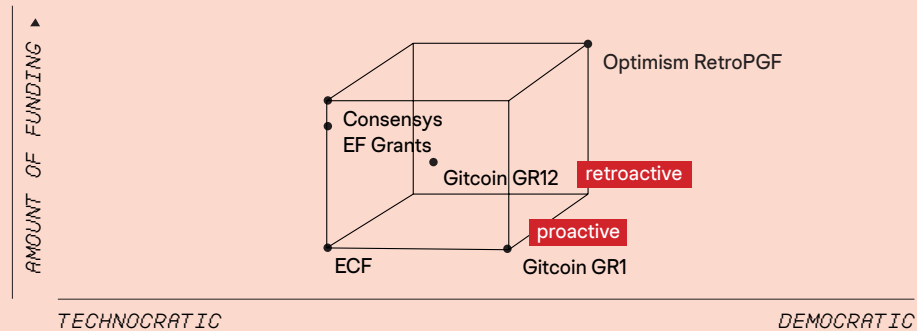 AMOUNT OF FUNDING ▲
Optimism RetroPGF
Consensys
EF Grants
Gitcoin GR12
retroactive
proactive
ECF
Gitcoin GR1
TECHNOCRATIC
DEMOCRATIC